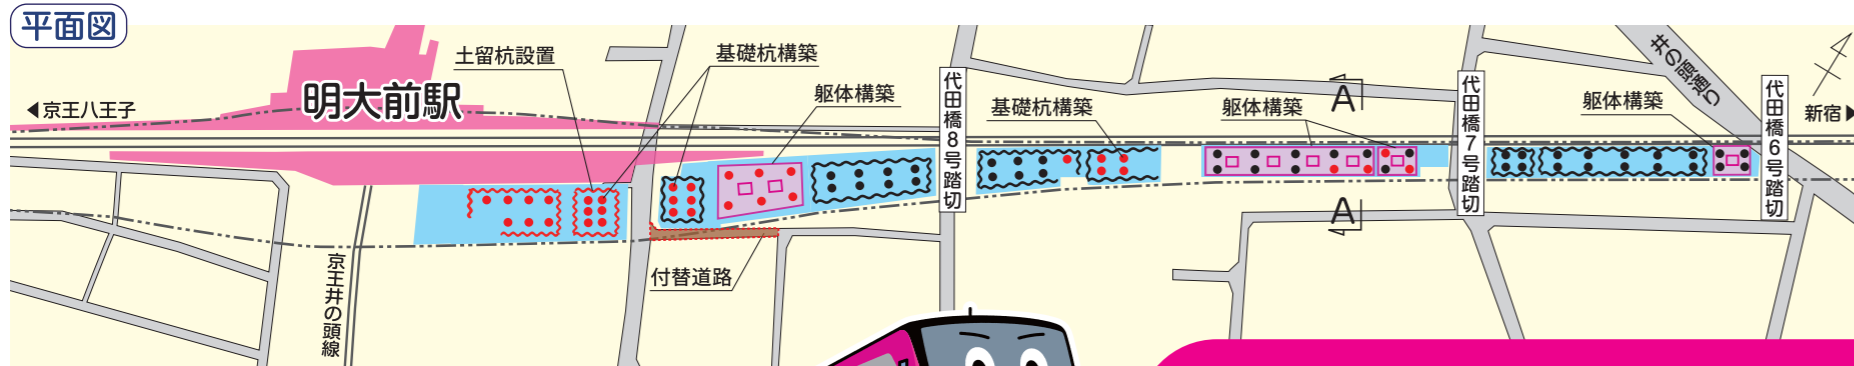 平面図
土留杭設置
基礎杭構築
躯体構築
明大前駅
◀京王八王子
代田橋8号踏切
基礎杭構築
躯体構築
A
代田橋7号踏切
井の頭通り
躯体構築
代田橋6号踏切
新宿▶
A
付替道路
京王井の頭線